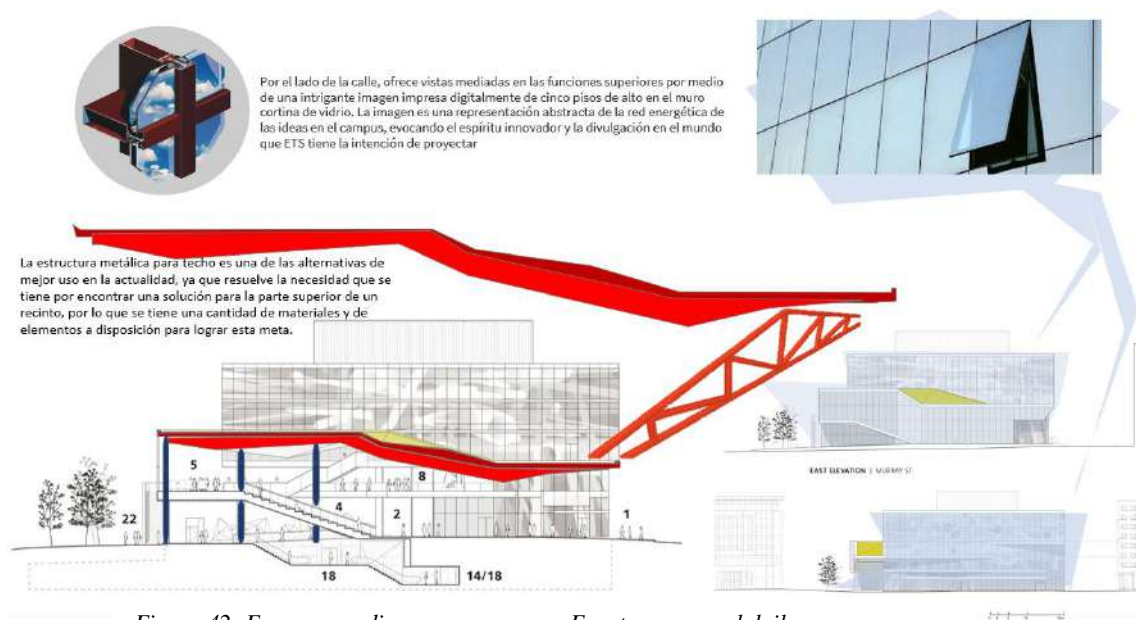 Por el lado de la calle, ofrece vistas mediadas en las funciones superiores por medio
de una intrigante imagen impresa digitalmente de cinco pisos de alto en el muro
cortina de vidrio. La imagen es una representación abstracta de la red energética de
las ideas en el campus, evocando el espíritu innovador y la divulgación en el mundo
que ETS tiene la intención de proyectar
La estructura metálica para techo es una de las alternativas de
mejor uso en la actualidad, ya que resuelve la necesidad que se
tiene por encontrar una solución para la parte superior de un
recinto, por lo que se tiene una cantidad de materiales y de
elementos a disposición para lograr esta meta.
5
8
4
2
1
22
18
14/18
EAST ELEVATION | MURRAY ST.